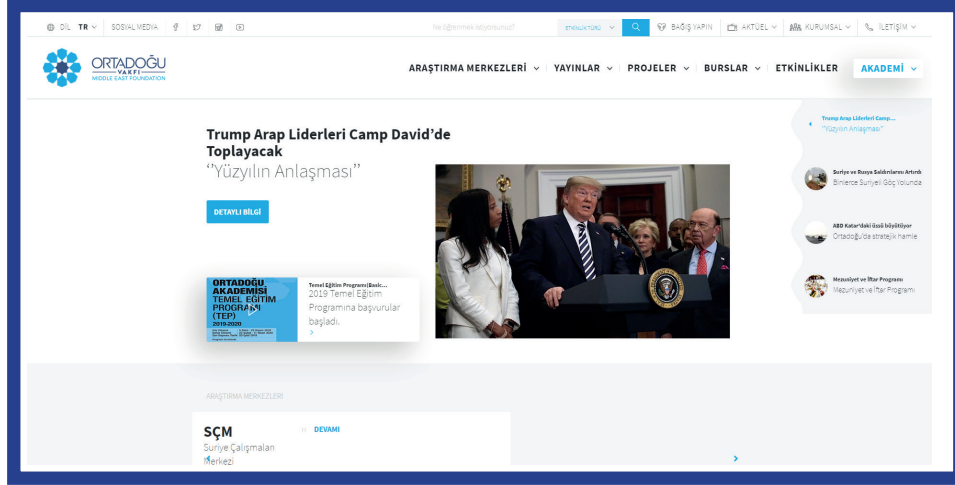 DİL TR SOSYAL MEDYA
Ne öğrenmek istiyorsunuz? ETKİNLİK TÜRÜ BAĞIŞ YAPIN AKTÜEL KURUMSAL İLETİŞİM
ORTADOĞU
VAKFI
MIDDLE EAST FOUNDATION
ARAŞTIRMA MERKEZLERİ YAYINLAR PROJELER BURSLAR ETKİNLİKLER AKADEMİ
Trump Arap Liderleri Camp David’de
Toplayacak
‘’Yüzyılın Anlaşması’’
DETAYLI BİLGİ
ORTADOĞU
AKADEMİSİ
TEMEL EĞİTİM
PROGRAMI
(TEP)
2019-2020
Temel Eğitim Programı(Basic...
2019 Temel Eğitim
Programına başvurular
başladı.
Trump Arap Liderleri Camp...
‘’Yüzyılın Anlaşması’’
Suriye ve Rusya Saldırılarını Artırdı
Binlerce Suriyeli Göç Yolunda
ABD Katar’daki üssü büyütüyor
Ortadoğu’da stratejik hamle
Mezuniyet ve İftar Programı
Mezuniyet ve İftar Programı
ARAŞTIRMA MERKEZLERİ
SÇM
Suriye Çalışmaları
Merkezi
DEVAMI